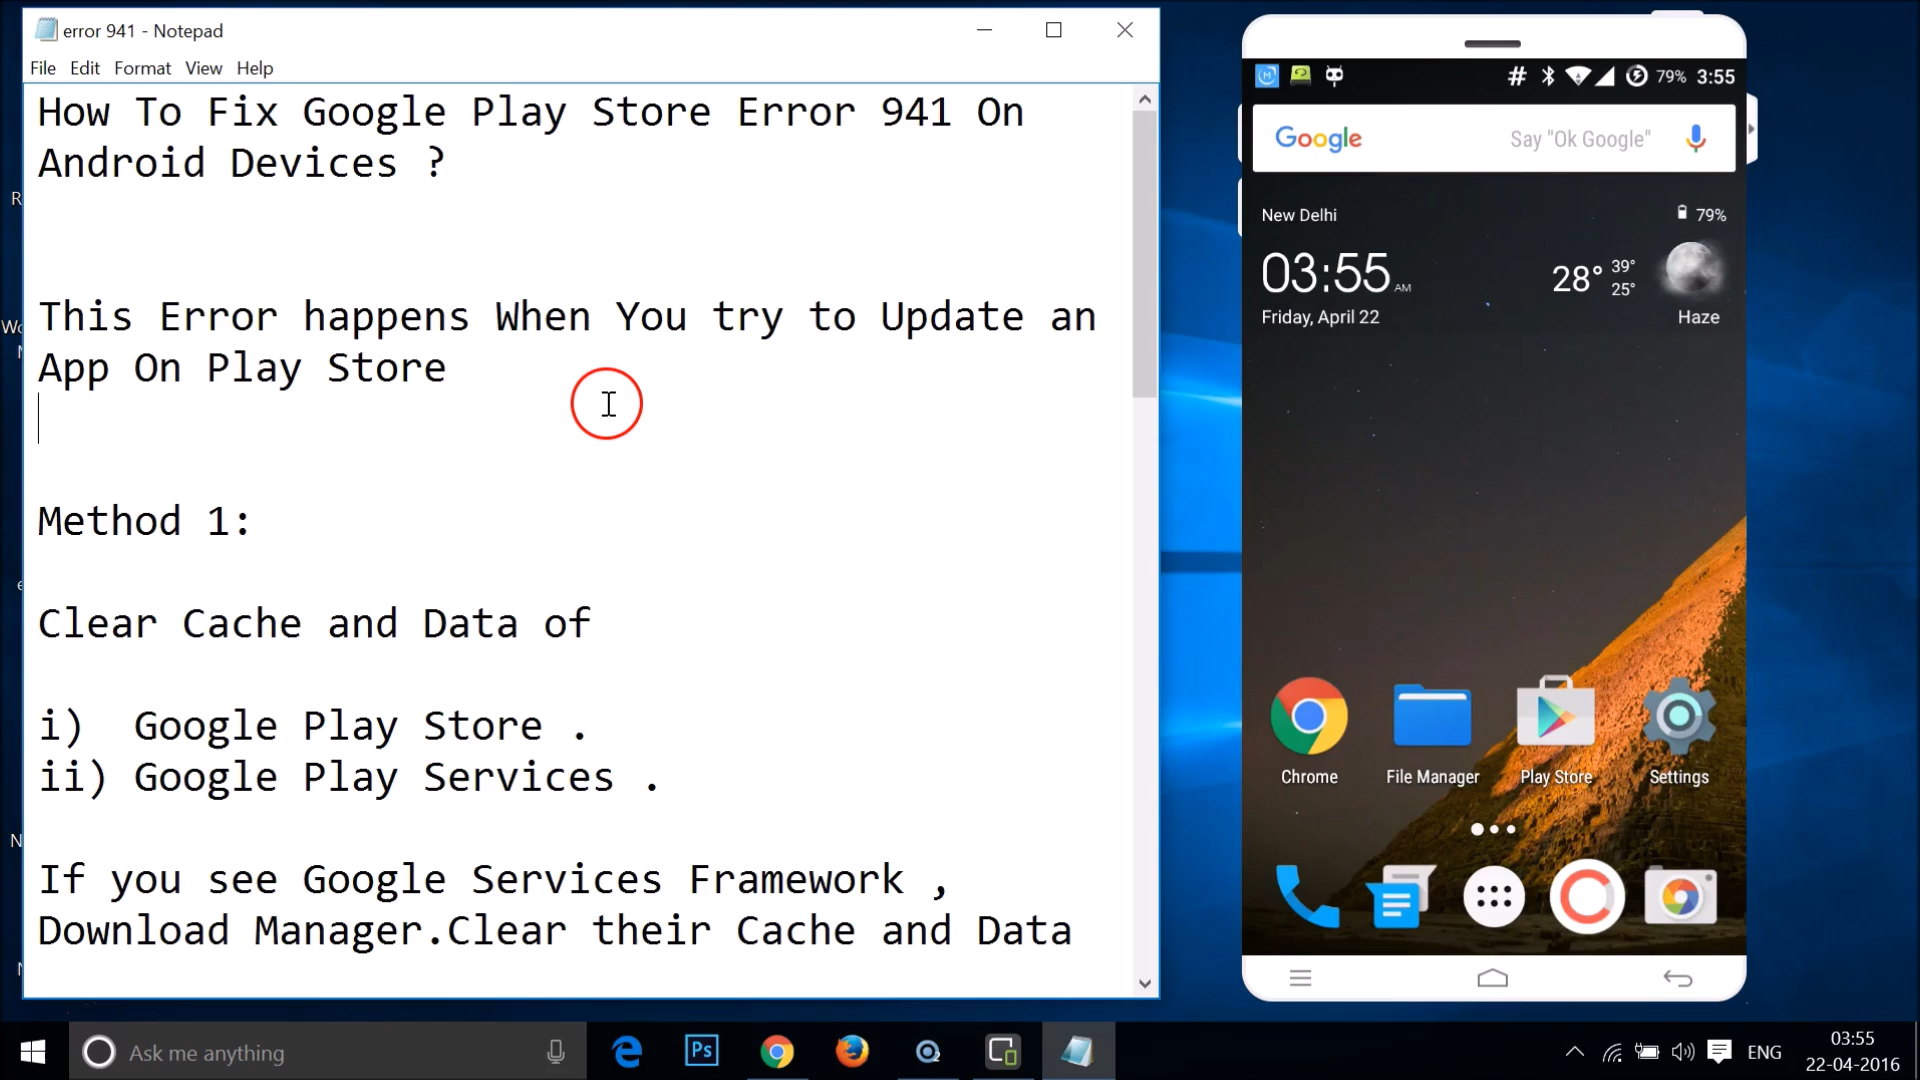 error 941 - Notepad
File Edit Format View Help
How To Fix Google Play Store Error 941 On
Android Devices ?
This Error happens When You try to Update an
App On Play Store
Method 1:
Clear Cache and Data of
i)  Google Play Store .
ii) Google Play Services .
If you see Google Services Framework ,
Download Manager.Clear their Cache and Data
79% 3:55
Google Say "Ok Google"
New Delhi 79%
03:55 AM 28° 39° 25°
Friday, April 22 Haze
Chrome File Manager Play Store Settings
Ask me anything
Ps
ENG
03:55
22-04-2016